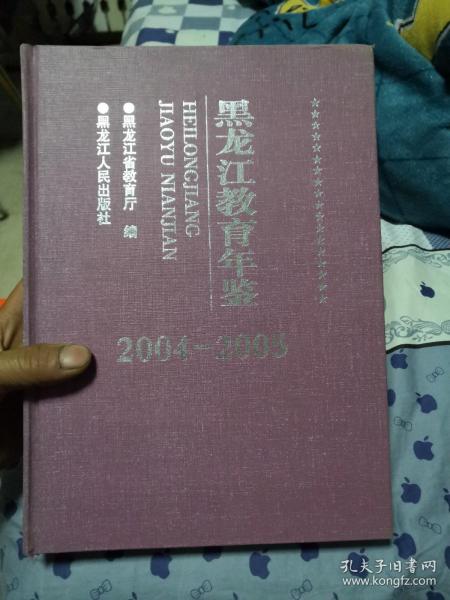 黑龙江教育年鉴
HEILONGJIANG
JIAOYU NIANJIAN
●黑龙江省教育厅 编
●黑龙江人民出版社
2004-2005
孔夫子旧书网
www.kongfz.com